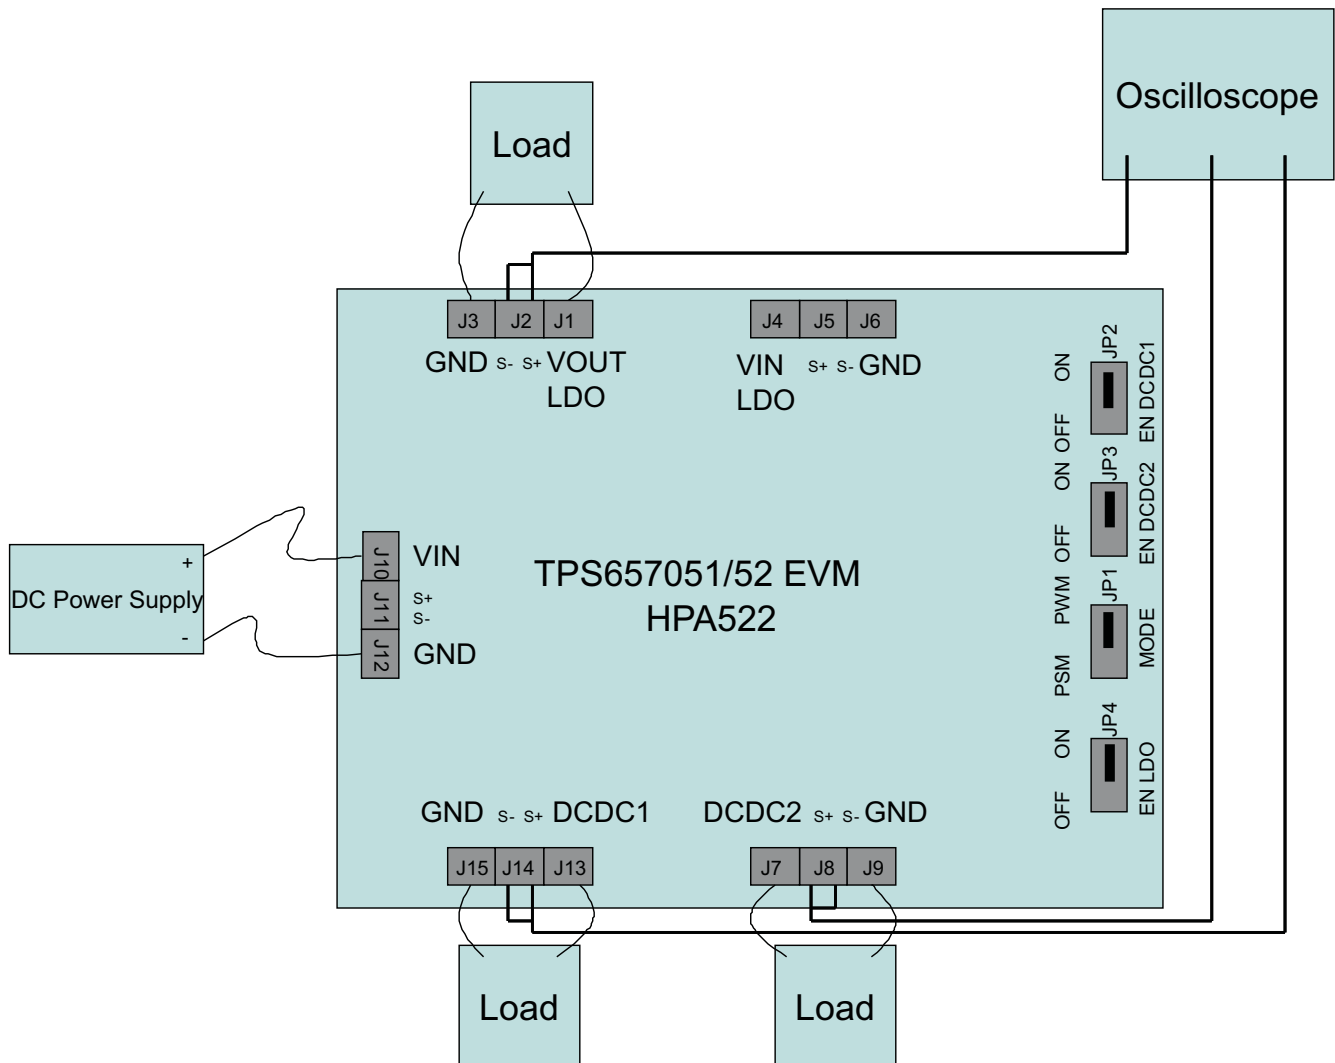 Oscilloscope
Load
J3 J2 J1
GND S- S+ VOUT
LDO
J4 J5 J6
VIN S+ S- GND
LDO
JP2
ON
OFF
EN DCDC1
JP3
ON
OFF
EN DCDC2
JP1
PWM
PSM
MODE
JP4
ON
OFF
EN LDO
DC Power Supply
+
-
J10 VIN
J11 S+
S-
J12 GND
TPS657051/52 EVM
HPA522
GND S- S+ DCDC1
J15 J14 J13
DCDC2 S+ S- GND
J7 J8 J9
Load
Load